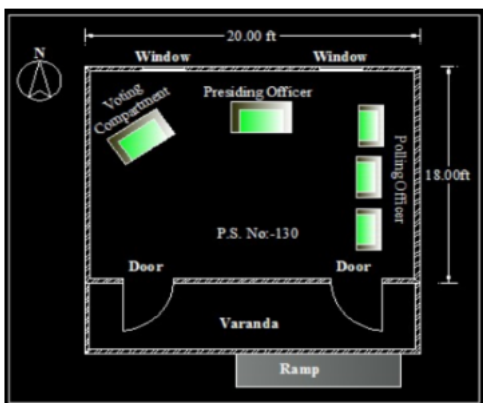 20.00 ft
N
Window
Window
Voting
Compartment
Presiding Officer
Polling Officer
18.00ft
P.S. No:-130
Door
Door
Varanda
Ramp